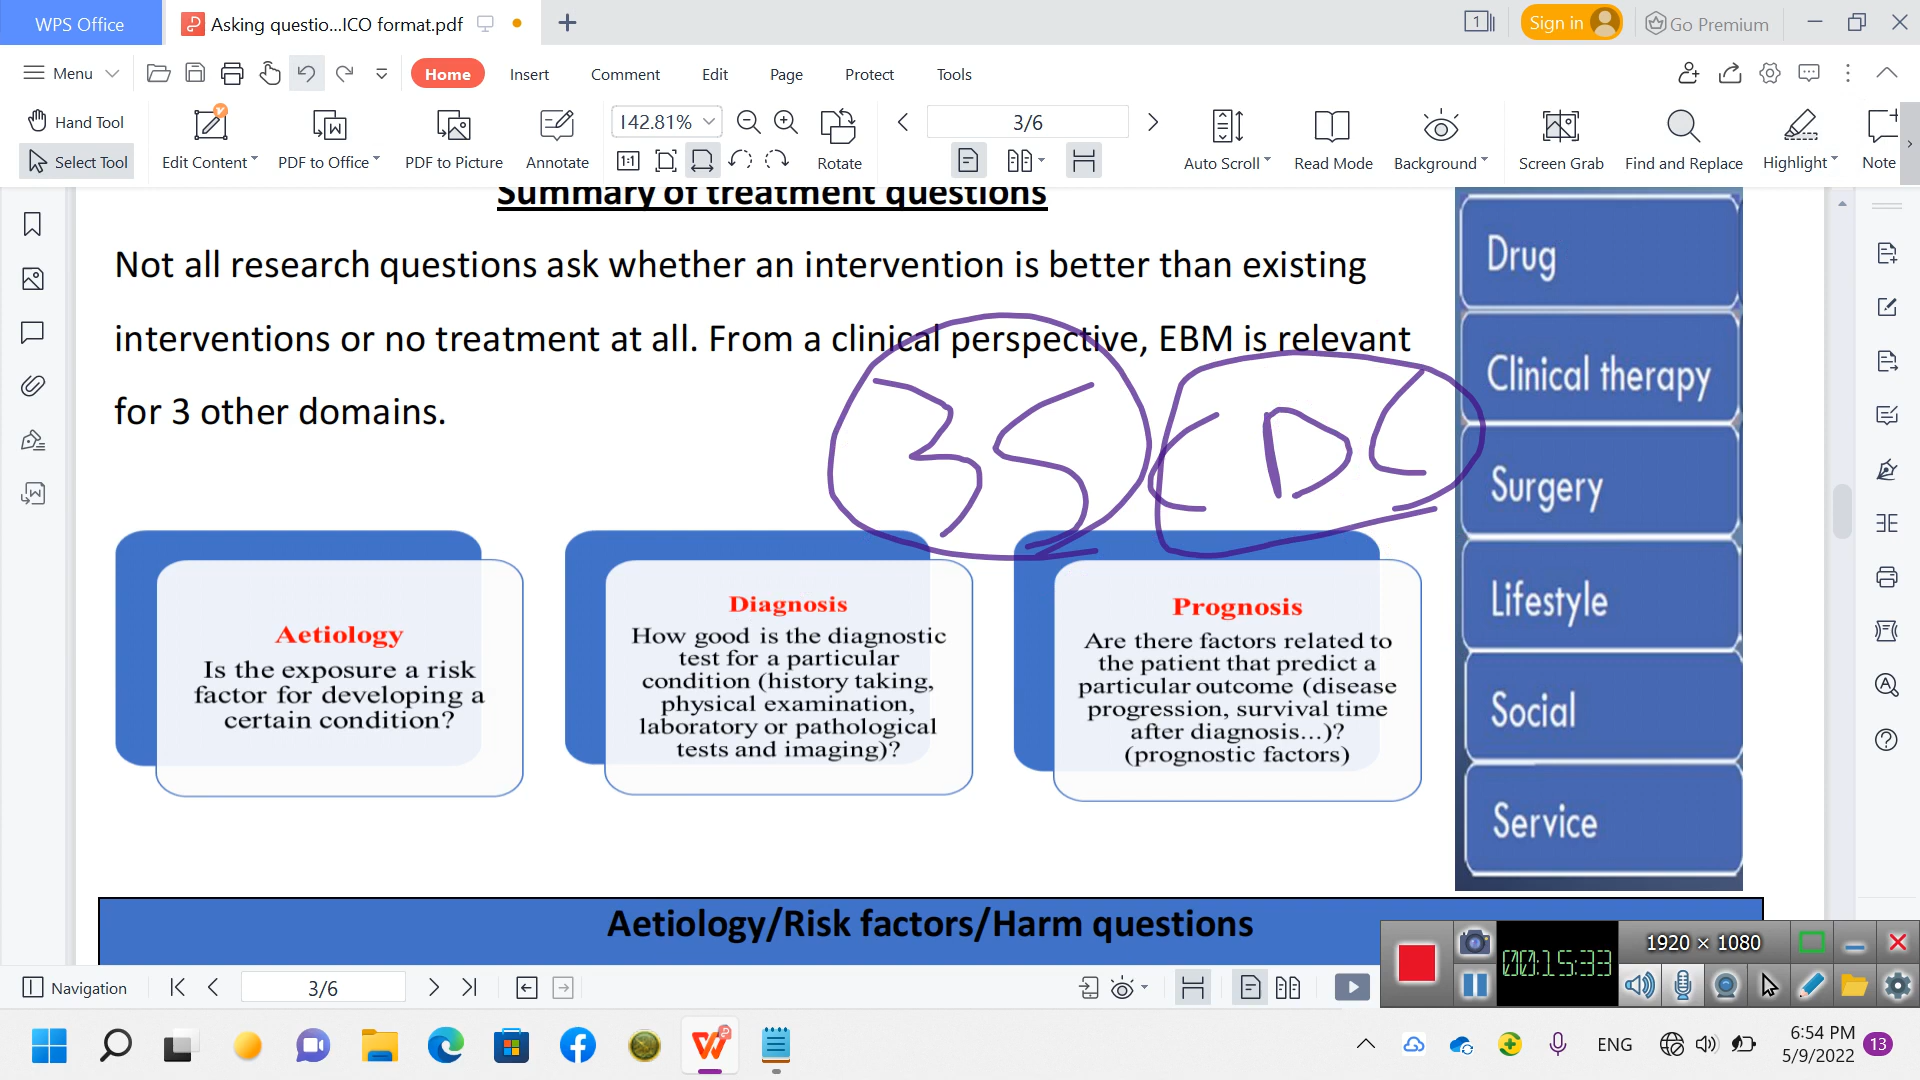 WPS Office
Asking questio...ICO format.pdf
1
Sign in
Go Premium
Menu
Home
Insert
Comment
Edit
Page
Protect
Tools
Hand Tool
Select Tool
Edit Content
PDF to Office
PDF to Picture
Annotate
142.81%
1:1
Rotate
3/6
Auto Scroll
Read Mode
Background
Screen Grab
Find and Replace
Highlight
Note
Summary of treatment questions
Not all research questions ask whether an intervention is better than existing
interventions or no treatment at all. From a clinical perspective, EBM is relevant
for 3 other domains.
3S
CDC
Aetiology
Is the exposure a risk
factor for developing a
certain condition?
Diagnosis
How good is the diagnostic
test for a particular
condition (history taking,
physical examination,
laboratory or pathological
tests and imaging)?
Prognosis
Are there factors related to
the patient that predict a
particular outcome (disease
progression, survival time
after diagnosis...)?
(prognostic factors)
Drug
Clinical therapy
Surgery
Lifestyle
Social
Service
Aetiology/Risk factors/Harm questions
1920 × 1080
00:15:33
Navigation
3/6
ENG
6:54 PM
5/9/2022
13